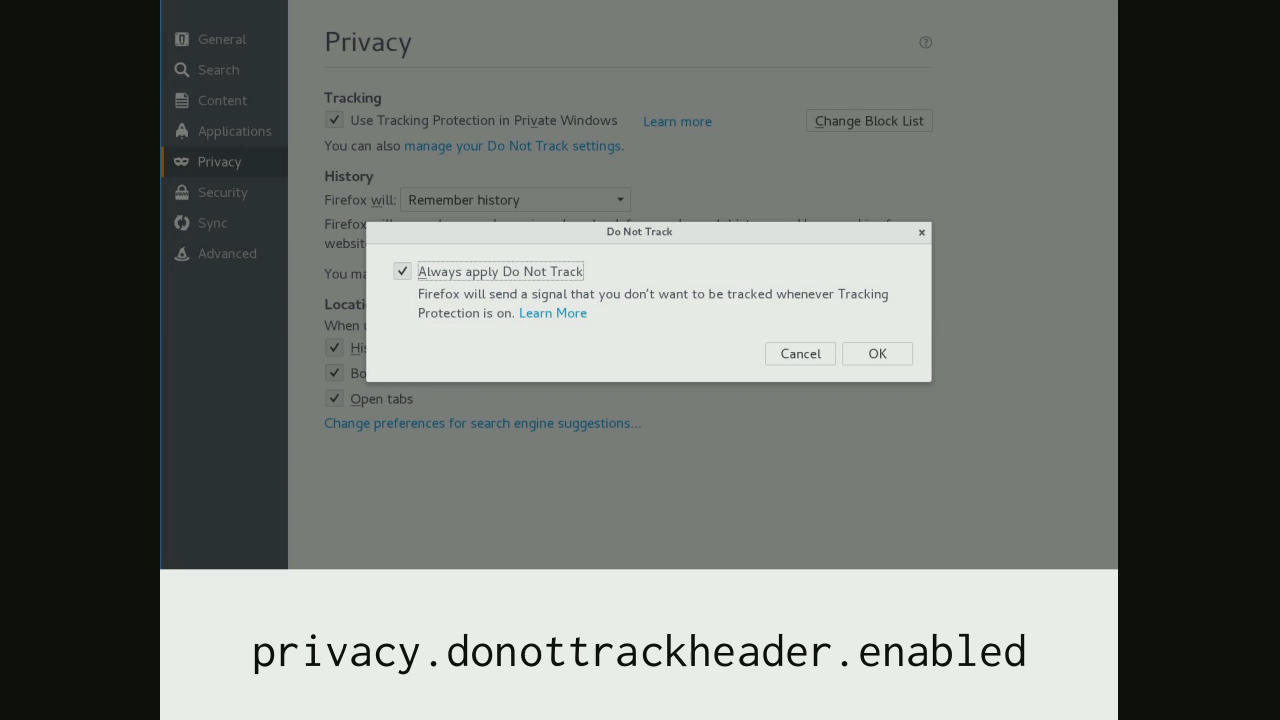 General
Search
Content
Applications
Privacy
Security
Sync
Advanced
Privacy
Tracking
Use Tracking Protection in Private Windows Learn more Change Block List
You can also manage your Do Not Track settings.
History
Firefox will: Remember history
Firefox
websit
You ma
Do Not Track
Always apply Do Not Track
Firefox will send a signal that you don't want to be tracked whenever Tracking
Protection is on. Learn More
Cancel OK
Locati
When u
His
Bo
Open tabs
Change preferences for search engine suggestions...
privacy.donottrackheader.enabled